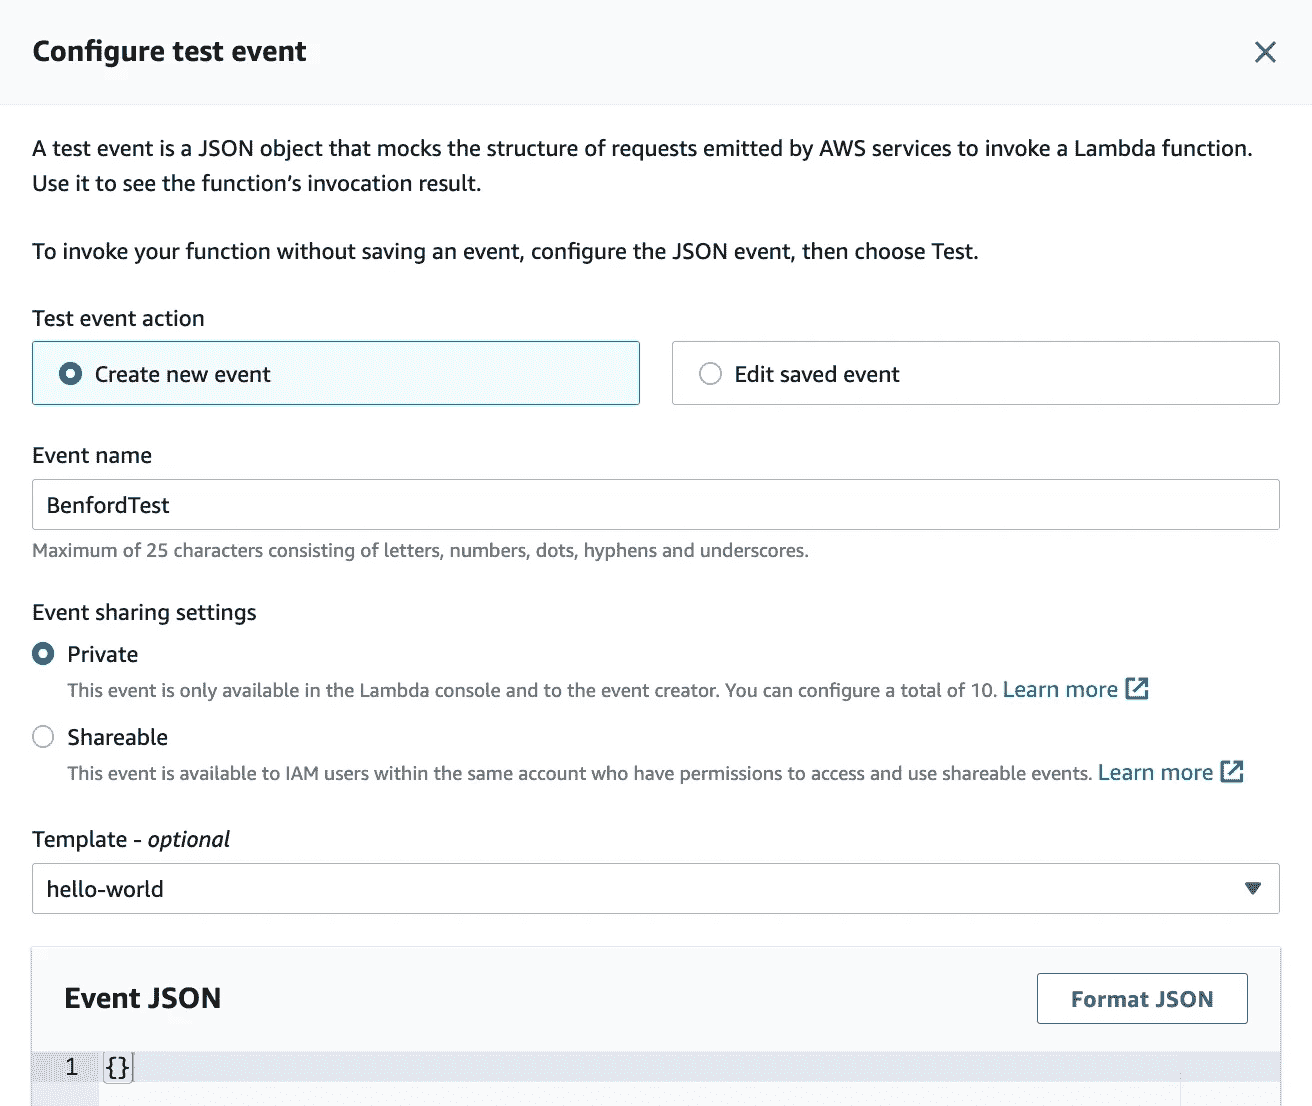 Configure test event
A test event is a JSON object that mocks the structure of requests emitted by AWS services to invoke a Lambda function.
Use it to see the function's invocation result.
To invoke your function without saving an event, configure the JSON event, then choose Test.
Test event action
Create new event
Edit saved event
Event name
BenfordTest
Maximum of 25 characters consisting of letters, numbers, dots, hyphens and underscores.
Event sharing settings
Private
This event is only available in the Lambda console and to the event creator. You can configure a total of 10. Learn more
Shareable
This event is available to IAM users within the same account who have permissions to access and use shareable events. Learn more
Template - optional
hello-world
Event JSON
Format JSON
1 {}